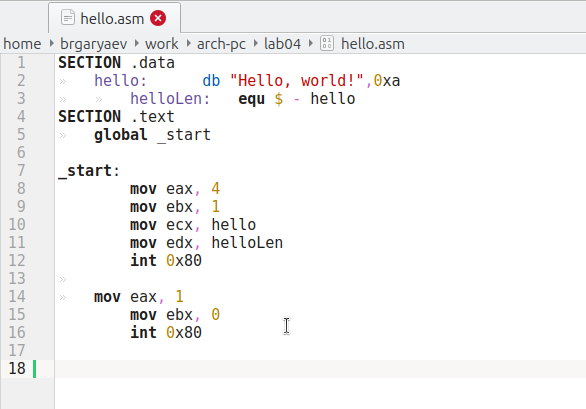 hello.asm
home brgaryaev work arch-pc lab04 hello.asm
1 SECTION .data
2 » hello: db "Hello, world!",0xa
3 » » helloLen: equ $ - hello
4 SECTION .text
5 » global _start
6
7 _start:
8 mov eax, 4
9 mov ebx, 1
10 mov ecx, hello
11 mov edx, helloLen
12 int 0x80
13 »
14 » mov eax, 1
15 mov ebx, 0
16 int 0x80
17
18